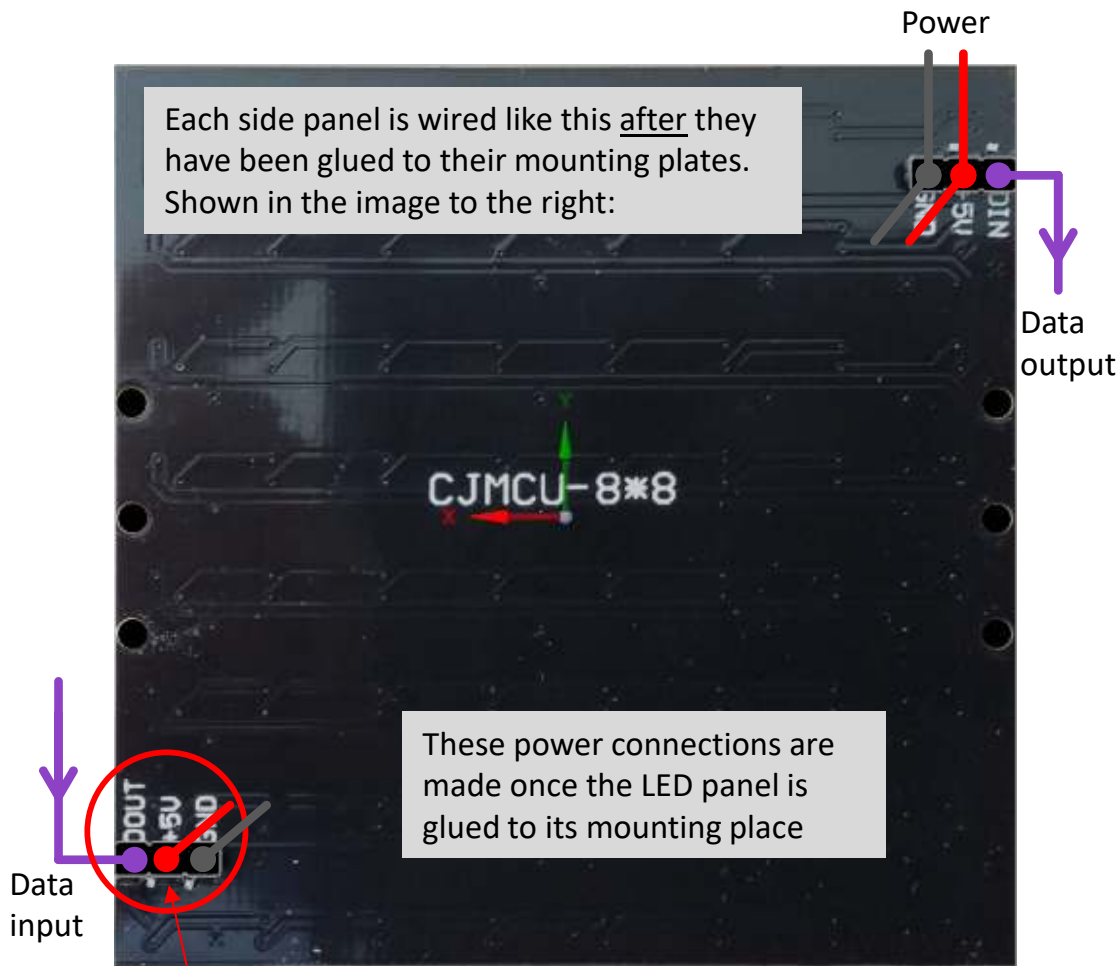 Power
Each side panel is wired like this after they
have been glued to their mounting plates.
Shown in the image to the right:
GND
+5V
DIN
Data
output
Y
CJMCU-8*8
X
These power connections are
made once the LED panel is
glued to its mounting place
DOUT
+5V
GND
Data
input